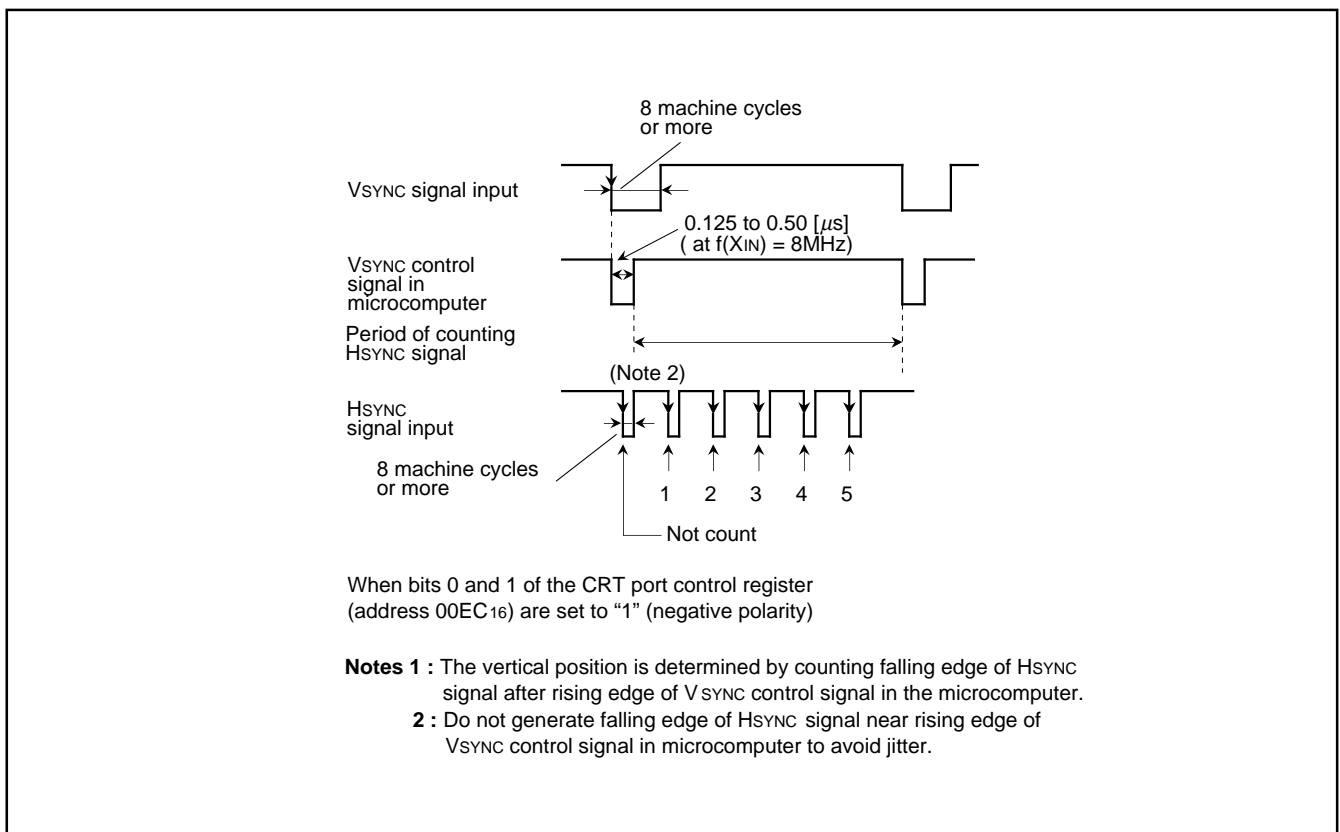 8 machine cycles
or more
VSYNC signal input
0.125 to 0.50 [μs]
( at f(XIN) = 8MHz)
VSYNC control
signal in
microcomputer
Period of counting
HSYNC signal
(Note 2)
HSYNC
signal input
8 machine cycles
or more
1 2 3 4 5
Not count
When bits 0 and 1 of the CRT port control register
(address 00EC16) are set to “1” (negative polarity)
Notes 1 : The vertical position is determined by counting falling edge of HSYNC
signal after rising edge of VSYNC control signal in the microcomputer.
2 : Do not generate falling edge of HSYNC signal near rising edge of
VSYNC control signal in microcomputer to avoid jitter.